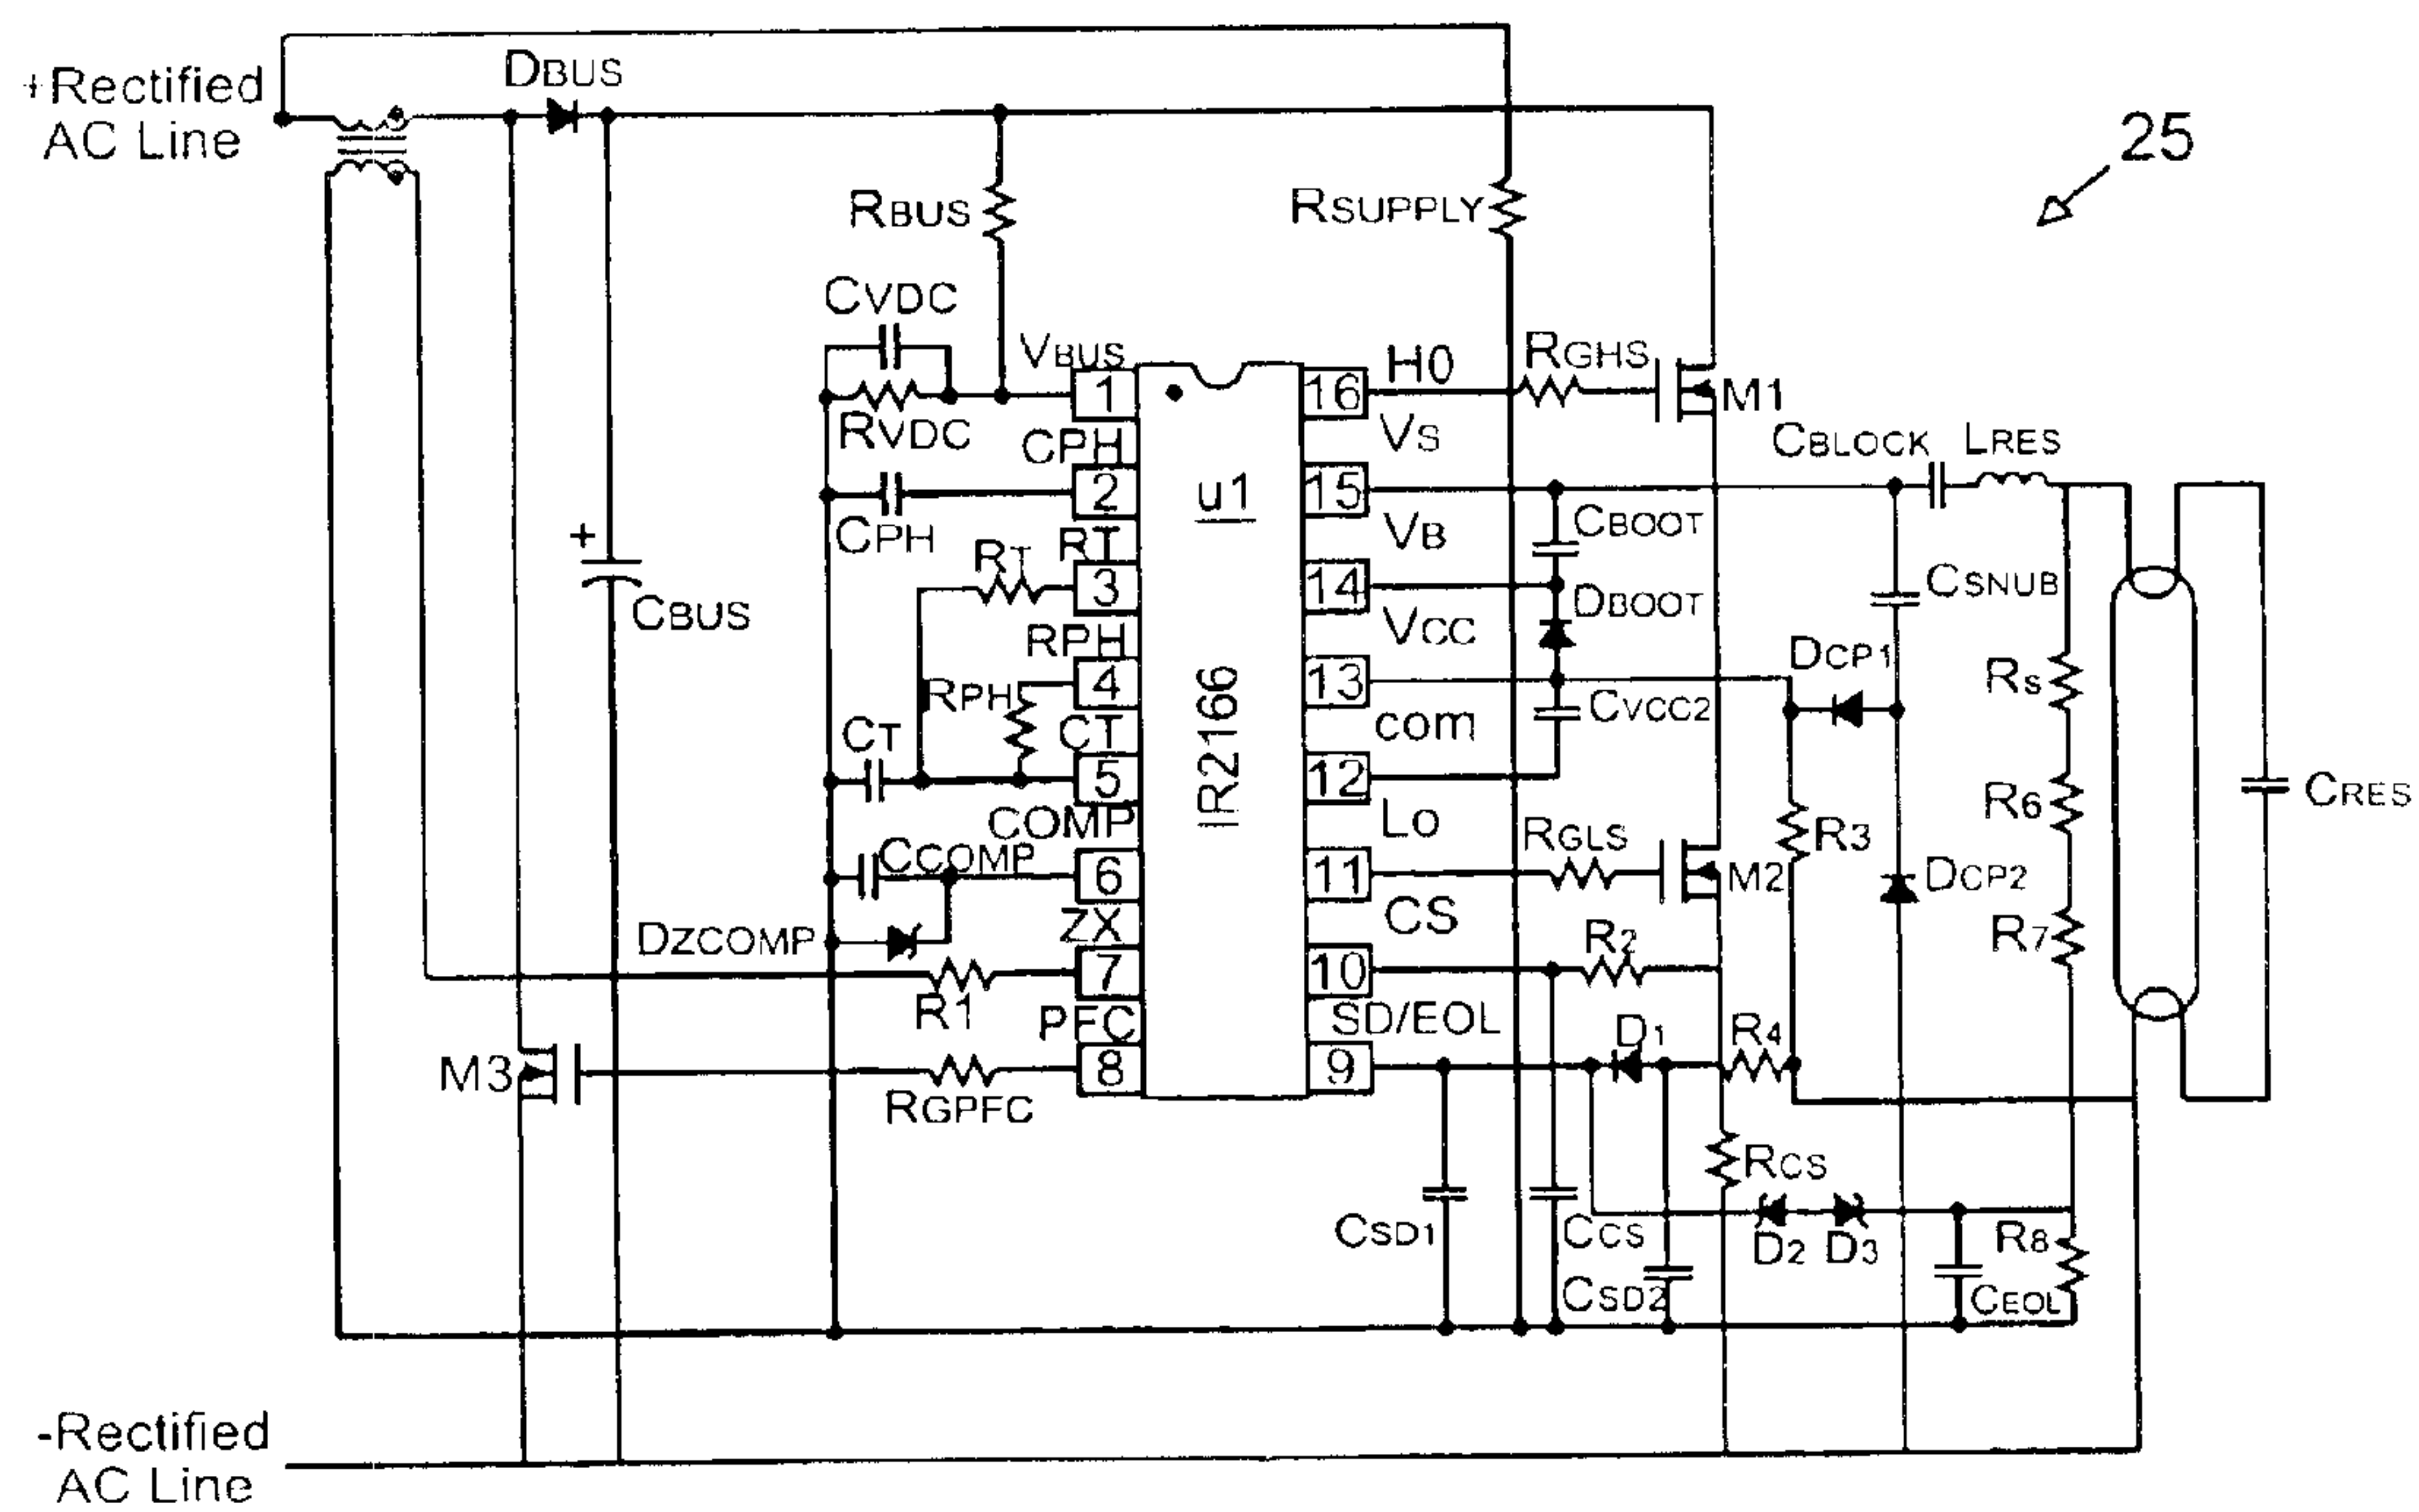 +Rectified
AC Line
DBUS
25
RBUS
RSUPPLY
CVDC
VBUS
RVDC
1
16
H0
RGHS
M1
VS
CPH
CPH
2
15
u1
VB
CBOOT
CBLOCK
LRES
RT
RT
3
14
DBOOT
CSNUB
+
CBUS
VCC
RPH
RPH
4
13
DCP1
RS
CVCC2
com
CT
CT
5
12
IR2166
R6
CRES
COMP
CCOMP
Lo
RGLS
R3
6
11
M2
DCP2
CS
R7
DZCOMP
ZX
7
10
R2
R1
SD/EOL
PFC
D1
R4
M3
8
9
RGPFC
RCS
CSD1
CCS
D2
D3
R8
CSD2
CEOL
-Rectified
AC Line